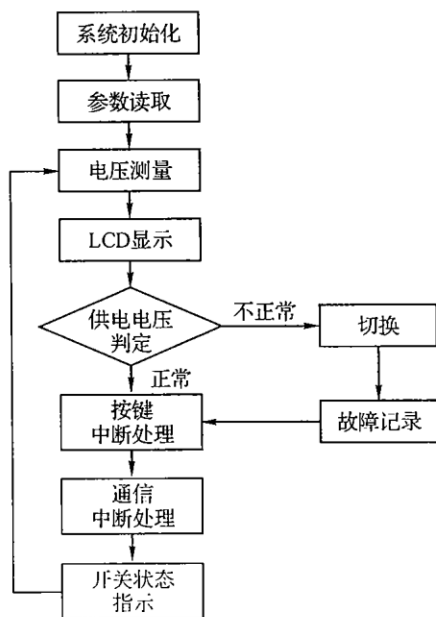 系统初始化
参数读取
电压测量
LCD显示
供电电压
判定
不正常
切换
正常
按键
中断处理
故障记录
通信
中断处理
开关状态
指示